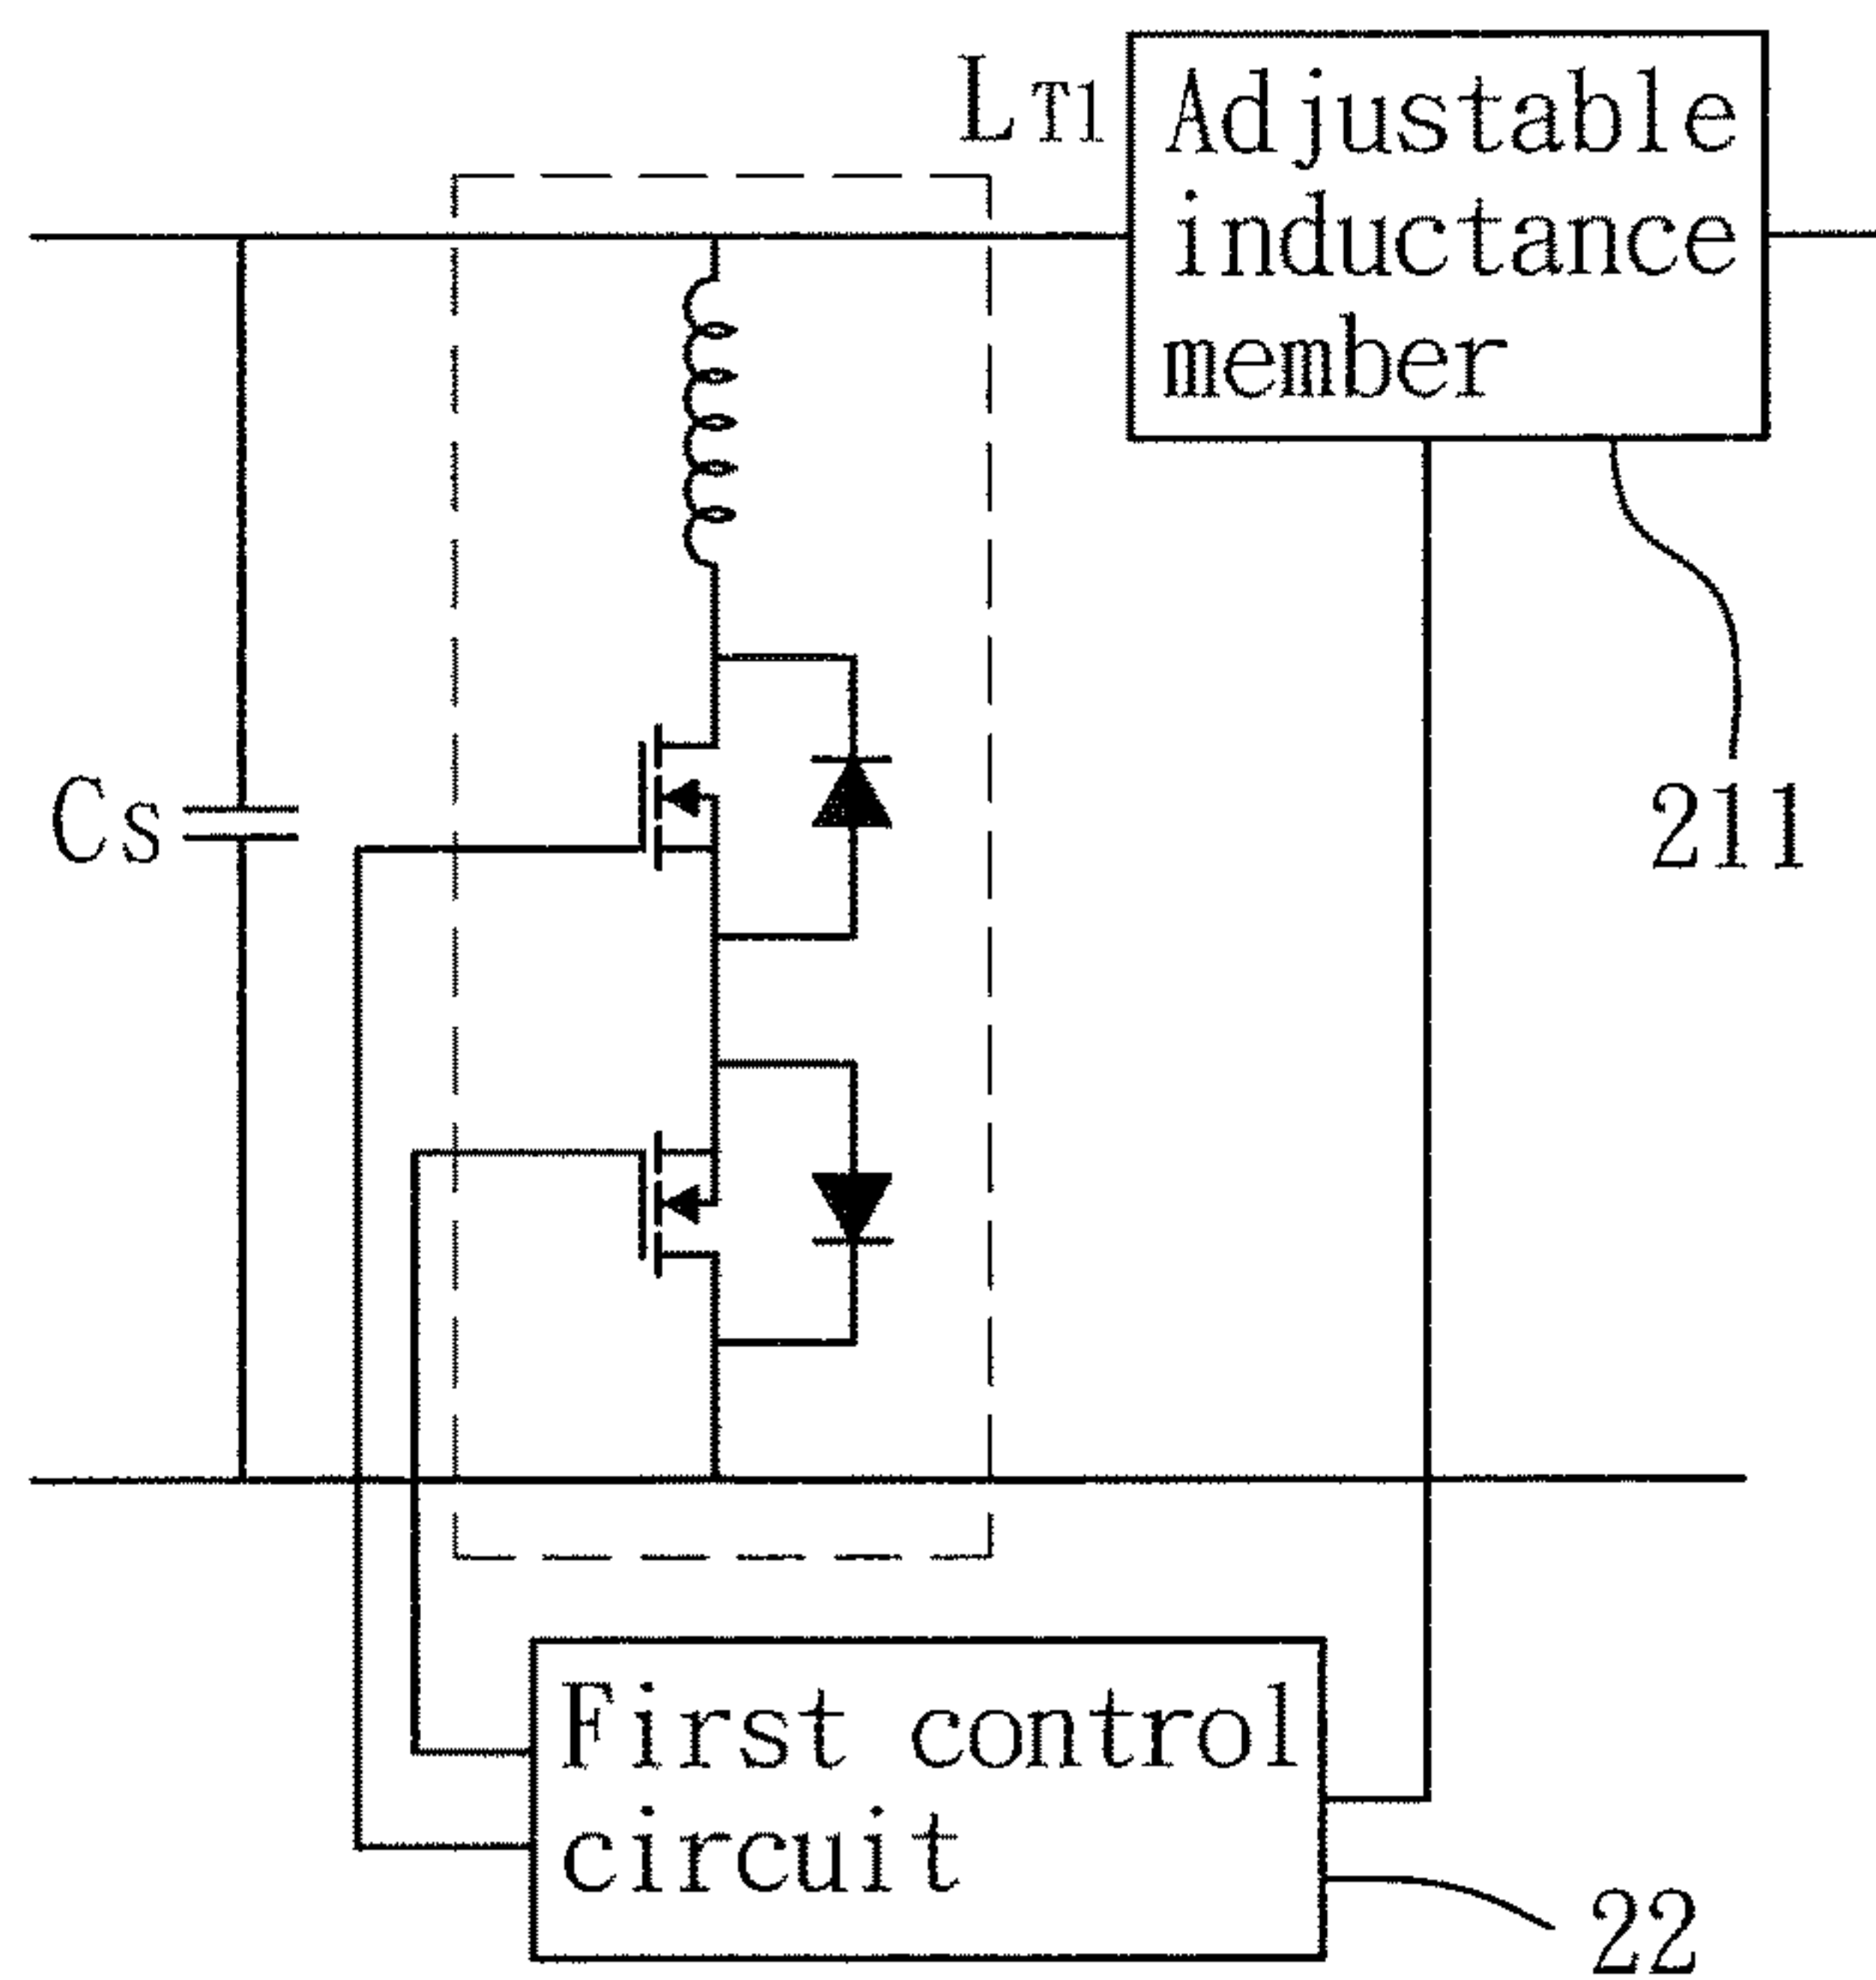 LT1
Adjustable
inductance
member
Cs
211
First control
circuit
22